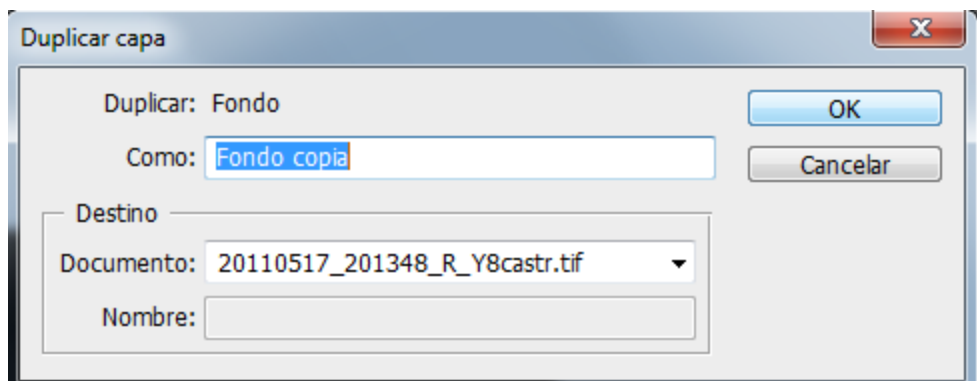 Duplicar capa
Duplicar: Fondo
OK
Como: Fondo copia
Cancelar
Destino
Documento: 20110517_201348_R_Y8castr.tif
Nombre: